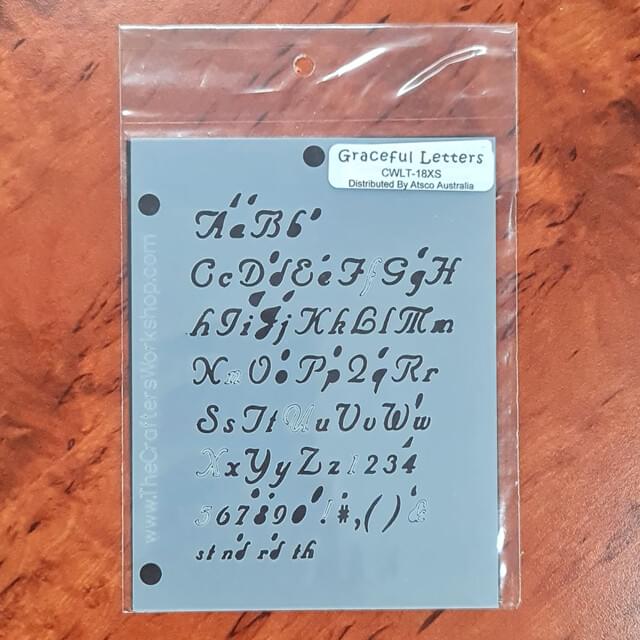 Graceful Letters
CWLT-18XS
Distributed By Atsco Australia
www.TheCraftersWorkshop.com
AaBb
CcDdEeFfGgH
hIiJjKkLlMm
NnOoPpQqRr
SsTtUuVvWw
XxYyZz1234
567890!#,()&
st nd rd th